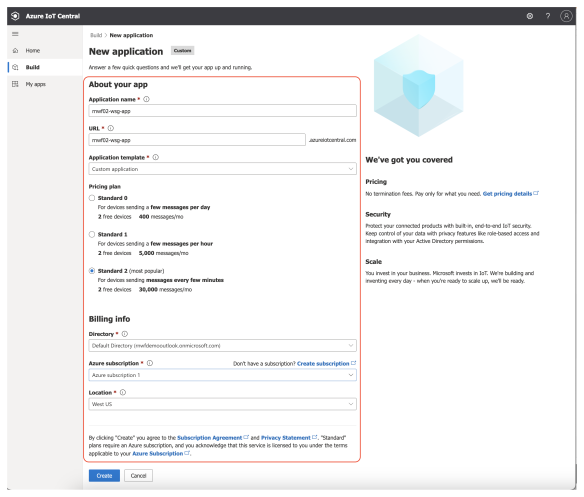 Azure IoT Central
?
Home
Build
My apps
Build > New application
New application Custom
Answer a few quick questions and we'll get your app up and running.
About your app
Application name *
mwf02-wsg-app
URL *
mwf02-wsg-app .azureiotcentral.com
Application template *
Custom application
Pricing plan
Standard 0
For devices sending a few messages per day
2 free devices 400 messages/mo
Standard 1
For devices sending a few messages per hour
2 free devices 5,000 messages/mo
Standard 2 (most popular)
For devices sending messages every few minutes
2 free devices 30,000 messages/mo
Billing info
Directory *
Default Directory (mwfdemooutlook.onmicrosoft.com)
Azure subscription * Don't have a subscription? Create subscription
Azure subscription 1
Location *
West US
By clicking "Create" you agree to the Subscription Agreement and Privacy Statement. "Standard"
plans require an Azure subscription, and you acknowledge that this service is licensed to you under the terms
applicable to your Azure Subscription.
Create Cancel
We've got you covered
Pricing
No termination fees. Pay only for what you need. Get pricing details
Security
Protect your connected products with built-in, end-to-end IoT security.
Keep control of your data with privacy features like role-based access and
integration with your Active Directory permissions.
Scale
You invest in your business. Microsoft invests in IoT. We're building and
inventing every day - when you're ready to scale up, we'll be ready.